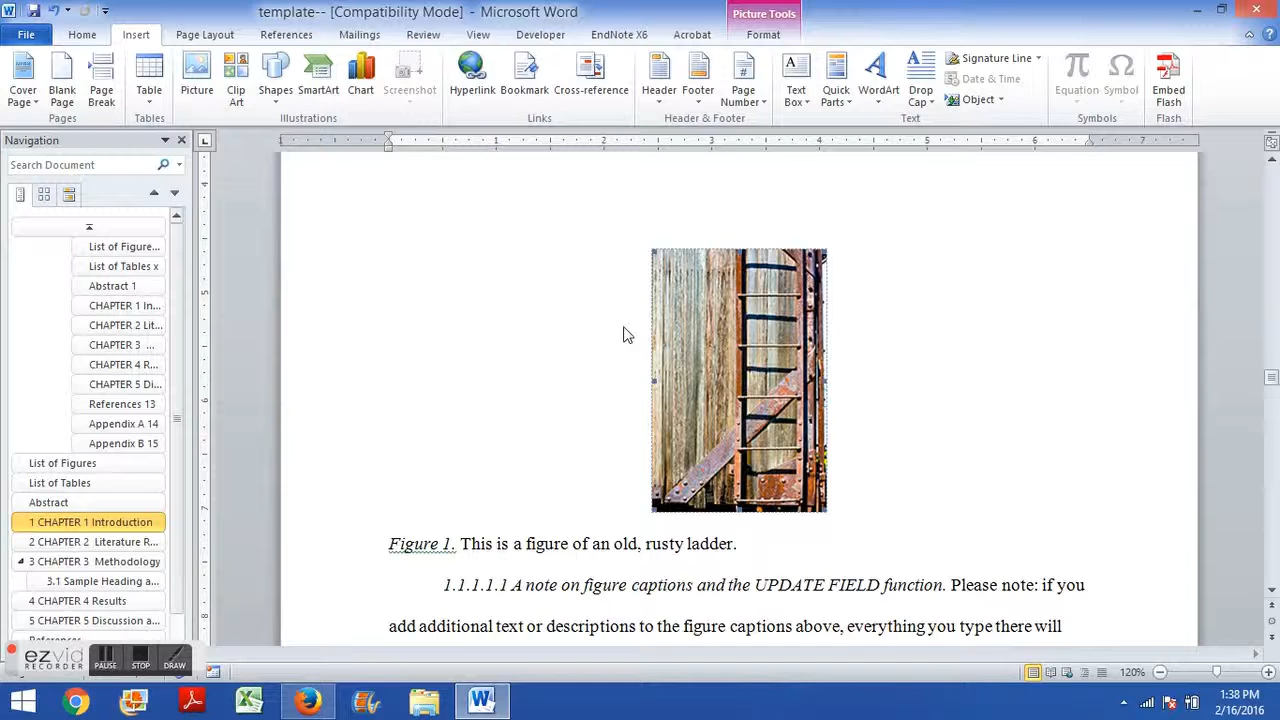 template-- [Compatibility Mode] - Microsoft Word
Picture Tools
File Home Insert Page Layout References Mailings Review View Developer EndNote X6 Acrobat Format
Cover Page Blank Page Page Break Table Picture Clip Art Shapes SmartArt Chart Screenshot Hyperlink Bookmark Cross-reference Header Footer Page Number Text Box Quick Parts WordArt Drop Cap Signature Line Equation Symbol Embed Flash
Date & Time
Object
Pages Tables Illustrations Links Header & Footer Text Symbols Flash
Navigation
1 2 3 4 5 6 7
Search Document
List of Figure...
List of Tables x
Abstract 1
CHAPTER 1 In...
CHAPTER 2 Lit...
CHAPTER 3 ...
CHAPTER 4 R...
CHAPTER 5 Di...
References 13
Appendix A 14
Appendix B 15
List of Figures
List of Tables
Abstract
1 CHAPTER 1 Introduction
2 CHAPTER 2 Literature R...
3 CHAPTER 3 Methodology
3.1 Sample Heading a...
4 CHAPTER 4 Results
5 CHAPTER 5 Discussion a...
Figure 1. This is a figure of an old, rusty ladder.
1.1.1.1.1 A note on figure captions and the UPDATE FIELD function. Please note: if you
add additional text or descriptions to the figure captions above, everything you type there will
ezvid
RECORDER
PAUSE STOP DRAW
120%
1:38 PM
2/16/2016